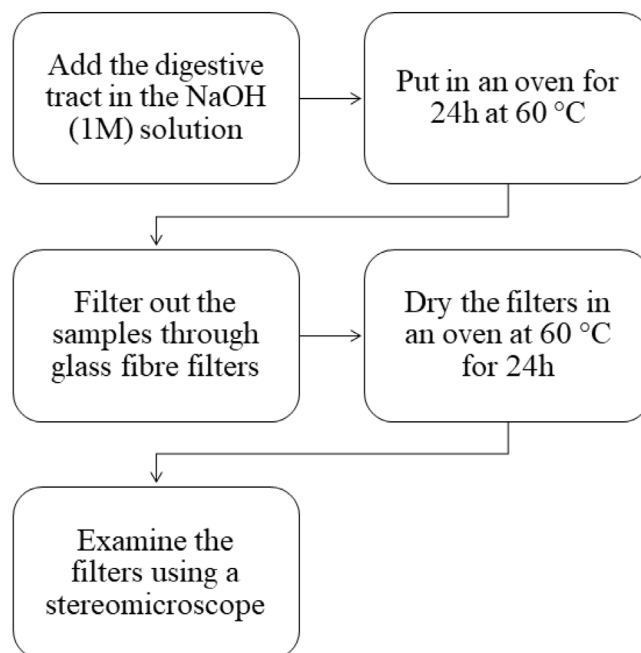 Add the digestive
tract in the NaOH
(1M) solution
Put in an oven for
24h at 60 °C
Filter out the
samples through
glass fibre filters
Dry the filters in
an oven at 60 °C
for 24h
Examine the
filters using a
stereomicroscope